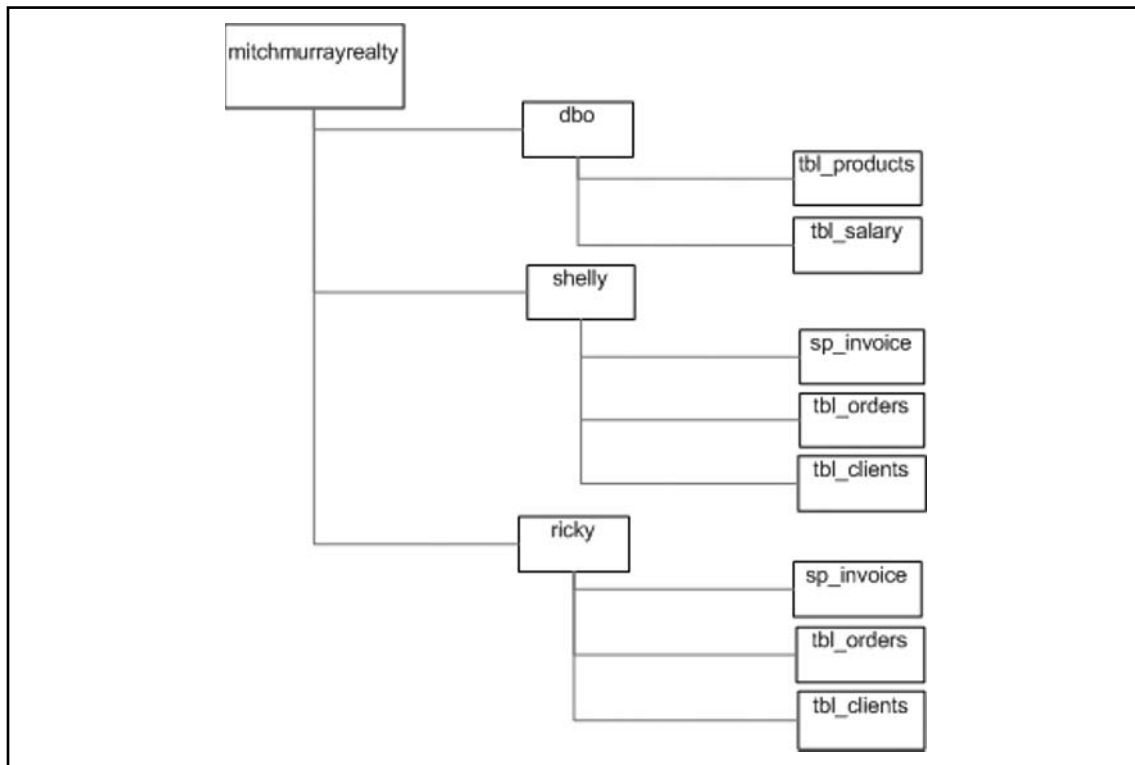 mitchmurrayrealty
dbo
tbl_products
tbl_salary
shelly
sp_invoice
tbl_orders
tbl_clients
ricky
sp_invoice
tbl_orders
tbl_clients